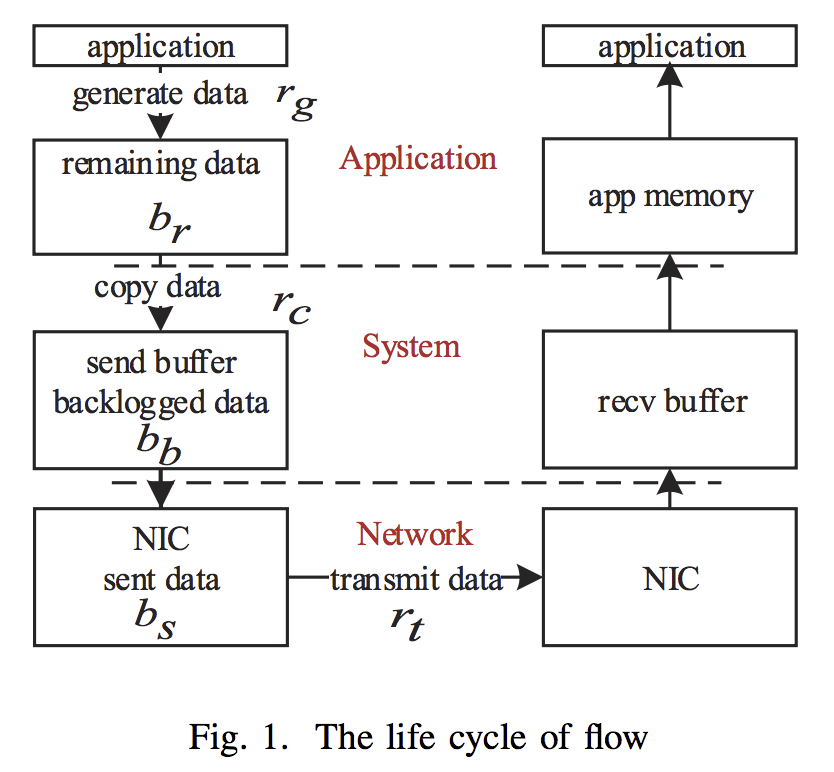 application
generate data r_g
remaining data
b_r
copy data r_c
send buffer
backlogged data
b_b
NIC
sent data
b_s
Application
System
Network
transmit data
r_t
application
app memory
recv buffer
NIC
Fig. 1. The life cycle of flow